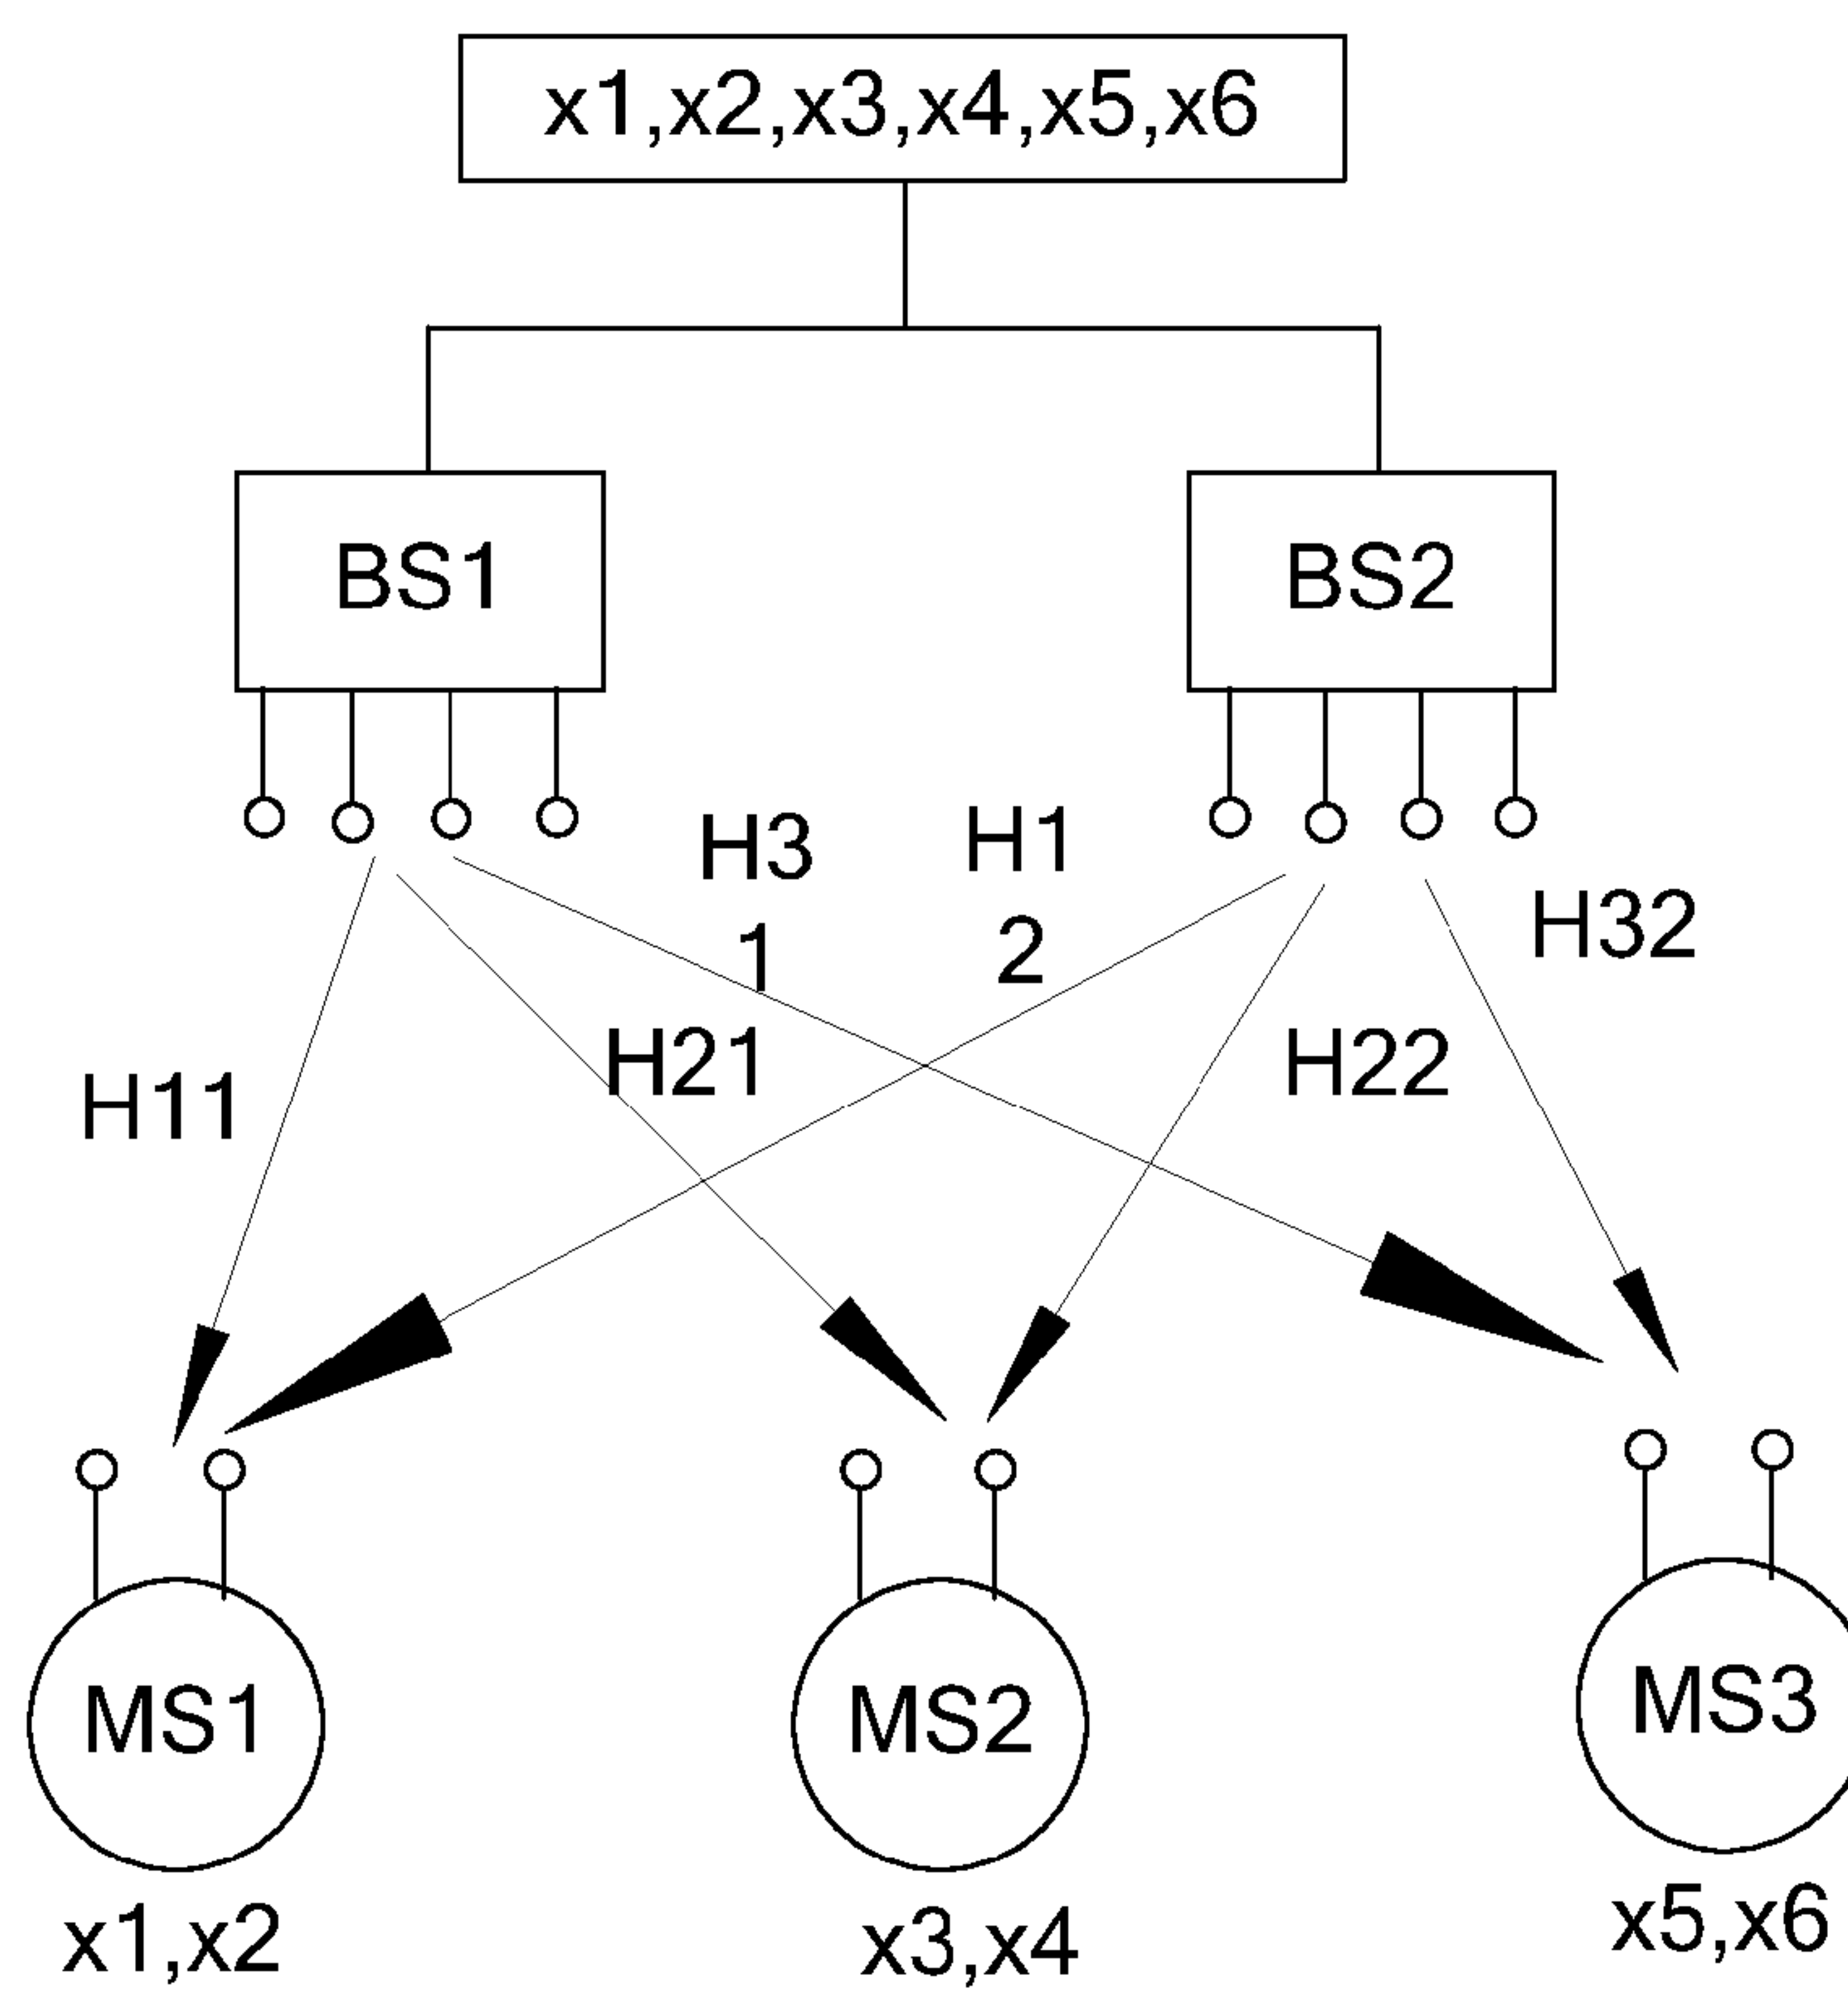 x1,x2,x3,x4,x5,x6
BS1
BS2
H3
1
H1
2
H32
H21
H22
H11
MS1
MS2
MS3
x1,x2
x3,x4
x5,x6